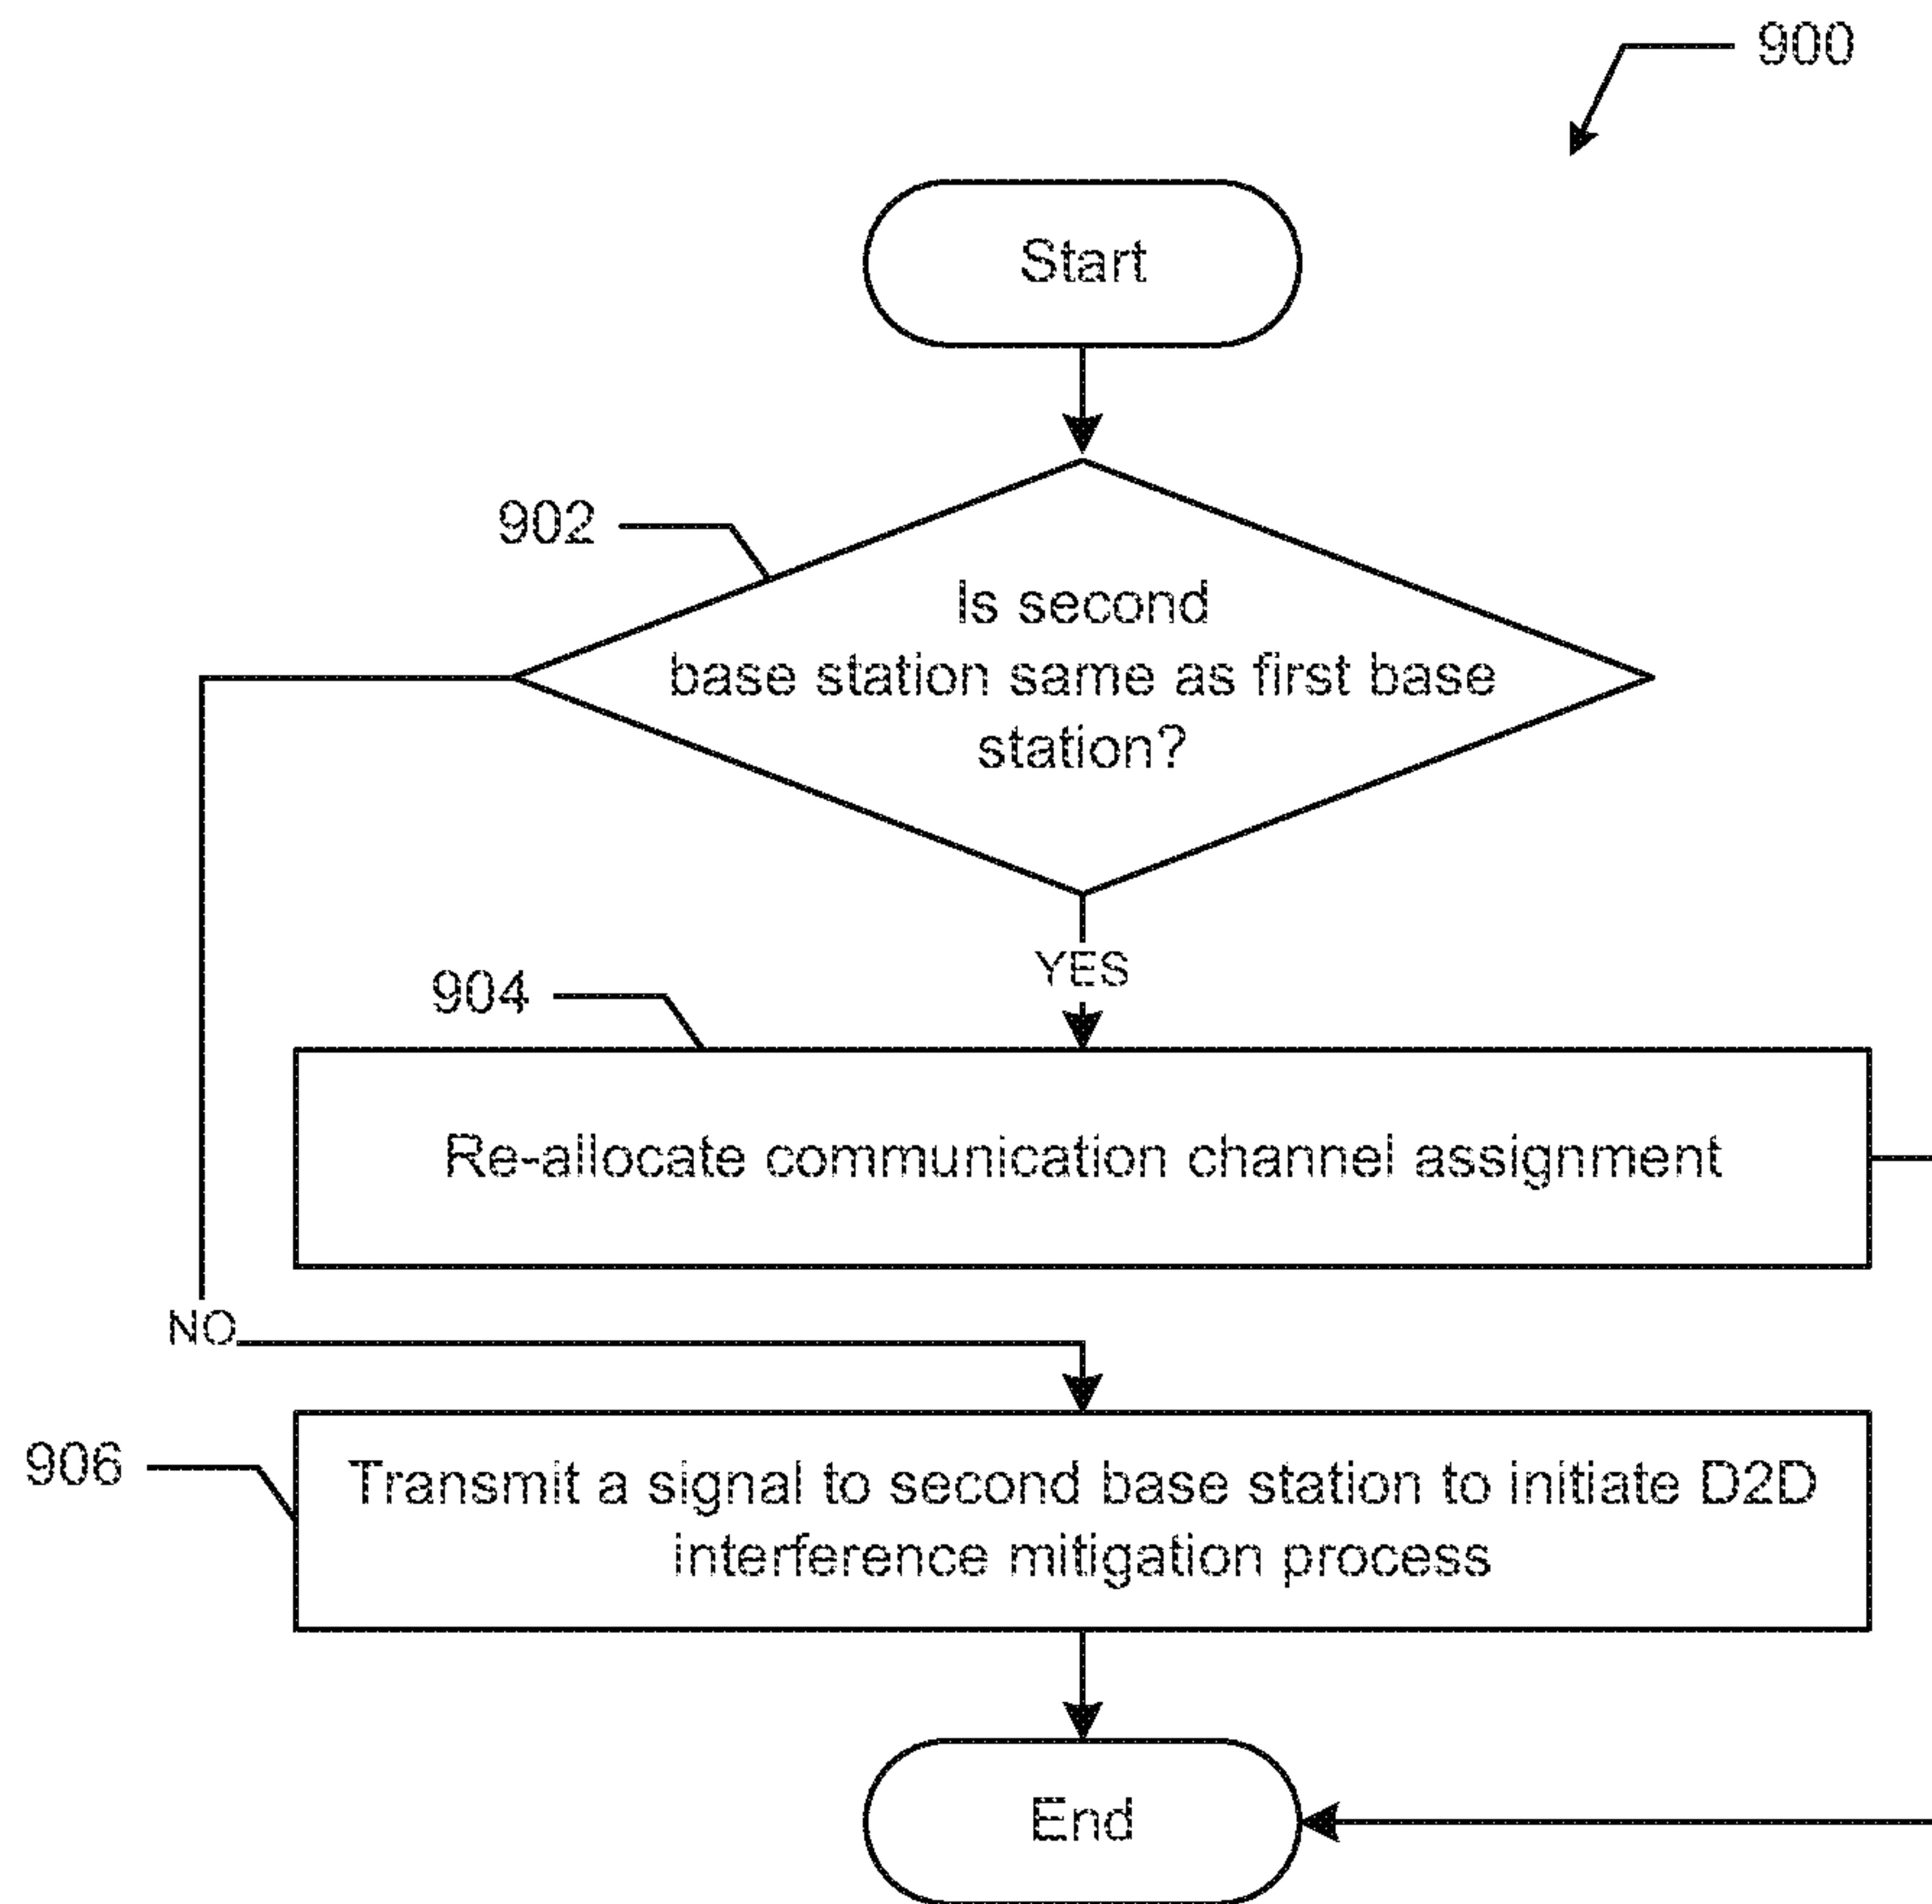 900
Start
902
Is second
base station same as first base
station?
YES
904
Re-allocate communication channel assignment
NO
906
Transmit a signal to second base station to initiate D2D
interference mitigation process
End